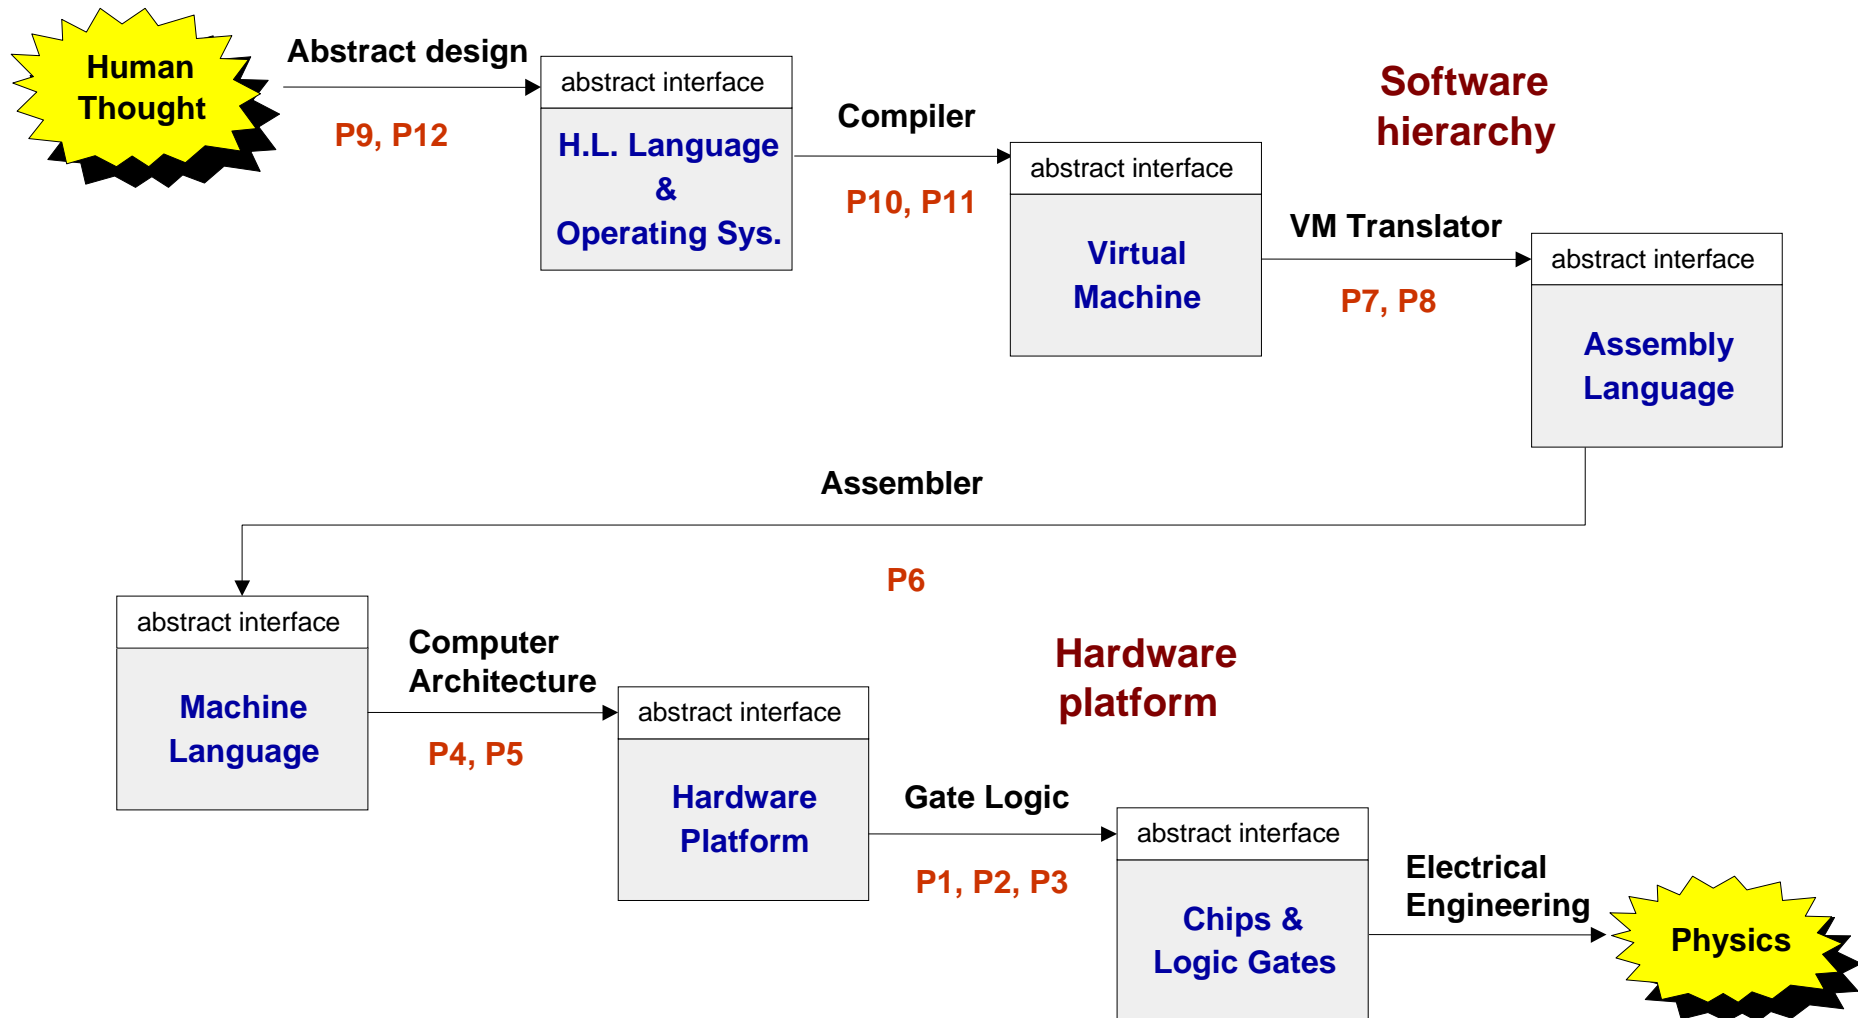 Human
Thought
Abstract design
P9, P12
abstract interface
H.L. Language
&
Operating Sys.
Compiler
P10, P11
abstract interface
Virtual
Machine
Software
hierarchy
VM Translator
P7, P8
abstract interface
Assembly
Language
Assembler
P6
abstract interface
Machine
Language
Computer
Architecture
P4, P5
abstract interface
Hardware
Platform
Hardware
platform
Gate Logic
P1, P2, P3
abstract interface
Chips &
Logic Gates
Electrical
Engineering
Physics